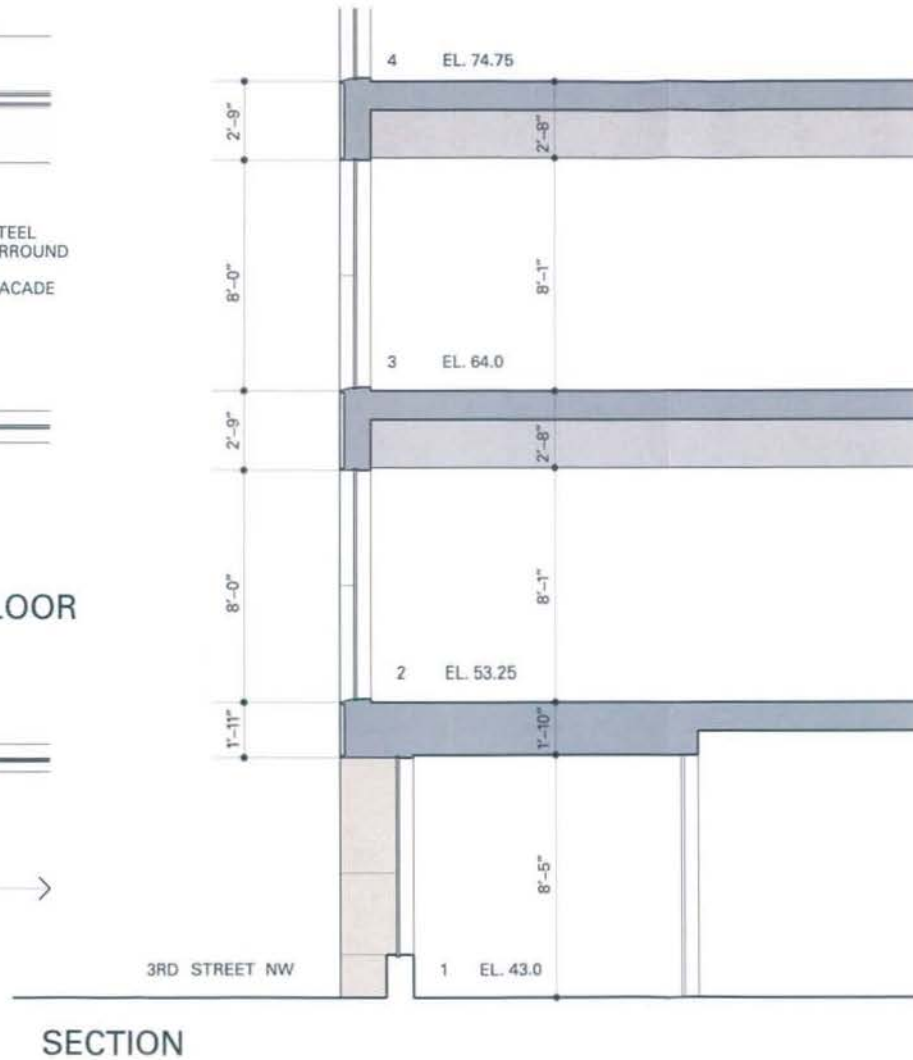 4 EL. 74.75
2'-9"
2'-8"
TEEL
RROUND
ACADE
8'-0"
8'-1"
3 EL. 64.0
2'-9"
2'-8"
8'-0"
8'-1"
LOOR
2 EL. 53.25
1'-11"
1'-10"
8'-5"
3RD STREET NW
1 EL. 43.0
SECTION